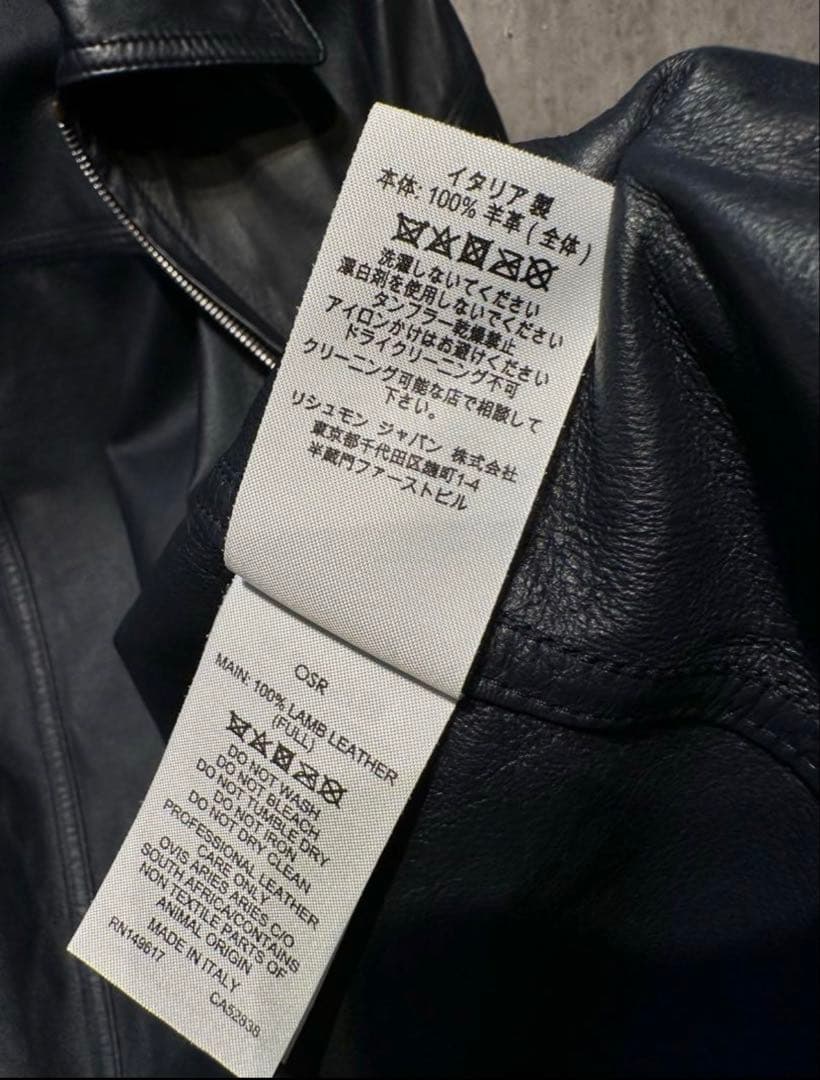 イタリア製
本体: 100% 羊革 (全体)
洗濯しないてください
漂白剤を使用しないでください
タンフラー乾燥禁止
アイロンかけはお避けください
ドライクリーニング不可
クリーニング可能な店で相談して
下さい。
リシュモン ジャパン 株式会社
東京都千代田区麹町1-4
半蔵門ファーストビル
OSR
MAIN: 100% LAMB LEATHER
(FULL)
DO NOT WASH
DO NOT BLEACH
DO NOT TUMBLE DRY
DO NOT IRON
DO NOT DRY CLEAN
PROFESSIONAL LEATHER
CARE ONLY
OVIS ARIES ARIES C/O
SOUTH AFRICA/CONTAINS
NON TEXTILE PARTS OF
ANIMAL ORIGIN
MADE IN ITALY
RN149617
CA52838